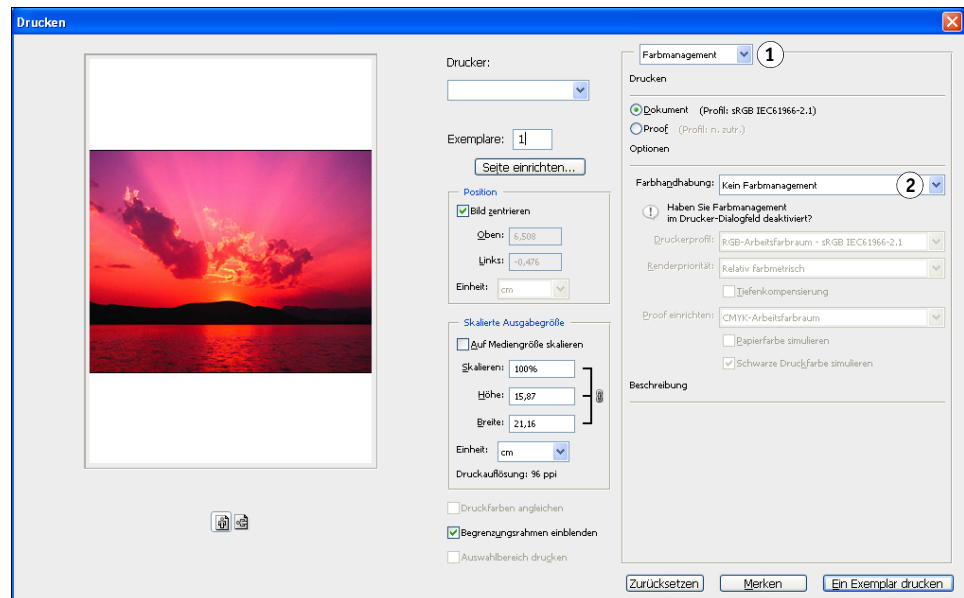 Drucken
Drucker:
Exemplare: 1
Seite einrichten...
Position
Bild zentrieren
Oben: 6,508
Links: -0,476
Einheit: cm
Skalierte Ausgabegröße
Auf Mediengröße skalieren
Skalieren: 100%
Höhe: 15,87
Breite: 21,16
Einheit: cm
Druckauflösung: 96 ppi
Druckfarben angleichen
Begrenzungsrahmen einblenden
Auswahlbereich drucken
Farbmanagement 1
Drucken
Dokument (Profil: sRGB IEC61966-2.1)
Proof (Profil: n. zutr.)
Optionen
Farbhandhabung: Kein Farbmanagement 2
Haben Sie Farbmanagement
im Drucker-Dialogfeld deaktiviert?
Druckerprofil: RGB-Arbeitsfarbraum - sRGB IEC61966-2.1
Renderpriorität: Relativ farbmetrisch
Tiefenkompensierung
Proof einrichten: CMYK-Arbeitsfarbraum
Papierfarbe simulieren
Schwarze Druckfarbe simulieren
Beschreibung
Zurücksetzen Merken Ein Exemplar drucken